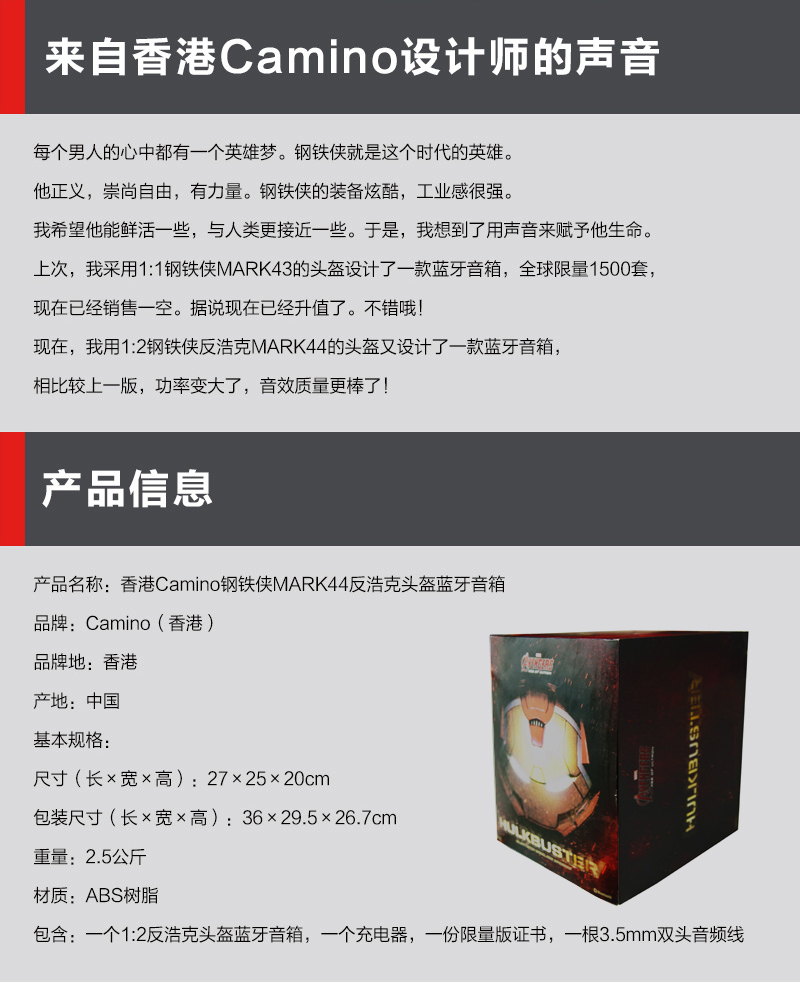 来自香港Camino设计师的声音
每个男人的心中都有一个英雄梦。钢铁侠就是这个时代的英雄。
他正义，崇尚自由，有力量。钢铁侠的装备炫酷，工业感很强。
我希望他能鲜活一些，与人类更接近一些。于是，我想到了用声音来赋予他生命。
上次，我采用1:1钢铁侠MARK43的头盔设计了一款蓝牙音箱，全球限量1500套，
现在已经销售一空。据说现在已经升值了。不错哦！
现在，我用1:2钢铁侠反浩克MARK44的头盔又设计了一款蓝牙音箱，
相比较上一版，功率变大了，音效质量更棒了！
产品信息
产品名称：香港Camino钢铁侠MARK44反浩克头盔蓝牙音箱
品牌：Camino（香港）
品牌地：香港
产地：中国
基本规格：
尺寸（长×宽×高）：27×25×20cm
包装尺寸（长×宽×高）：36×29.5×26.7cm
重量：2.5公斤
材质：ABS树脂
包含：一个1:2反浩克头盔蓝牙音箱，一个充电器，一份限量版证书，一根3.5mm双头音频线
AVENGERS
HULKBUSTER
AVENGERS
HULKBUSTER